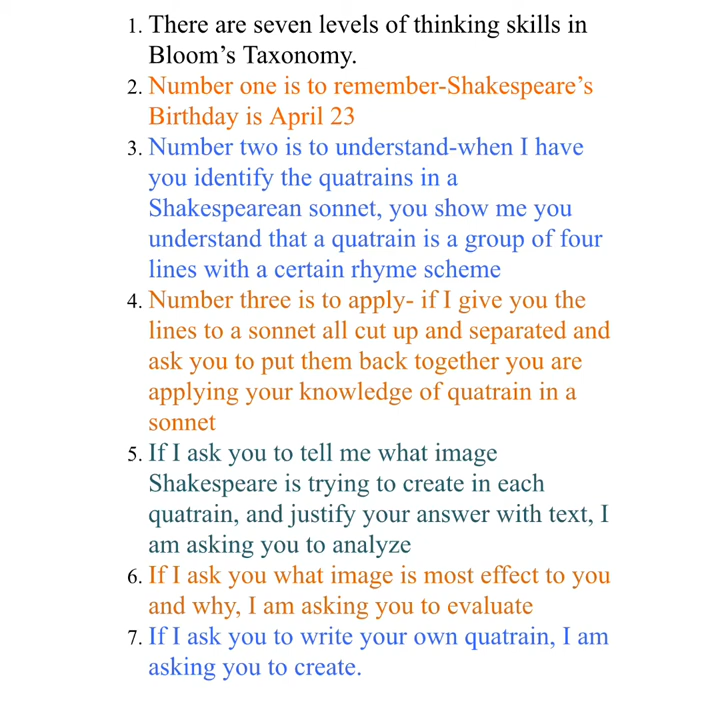 1. There are seven levels of thinking skills in
Bloom’s Taxonomy.
2. Number one is to remember-Shakespeare’s
Birthday is April 23
3. Number two is to understand-when I have
you identify the quatrains in a
Shakespearean sonnet, you show me you
understand that a quatrain is a group of four
lines with a certain rhyme scheme
4. Number three is to apply- if I give you the
lines to a sonnet all cut up and separated and
ask you to put them back together you are
applying your knowledge of quatrain in a
sonnet
5. If I ask you to tell me what image
Shakespeare is trying to create in each
quatrain, and justify your answer with text, I
am asking you to analyze
6. If I ask you what image is most effect to you
and why, I am asking you to evaluate
7. If I ask you to write your own quatrain, I am
asking you to create.